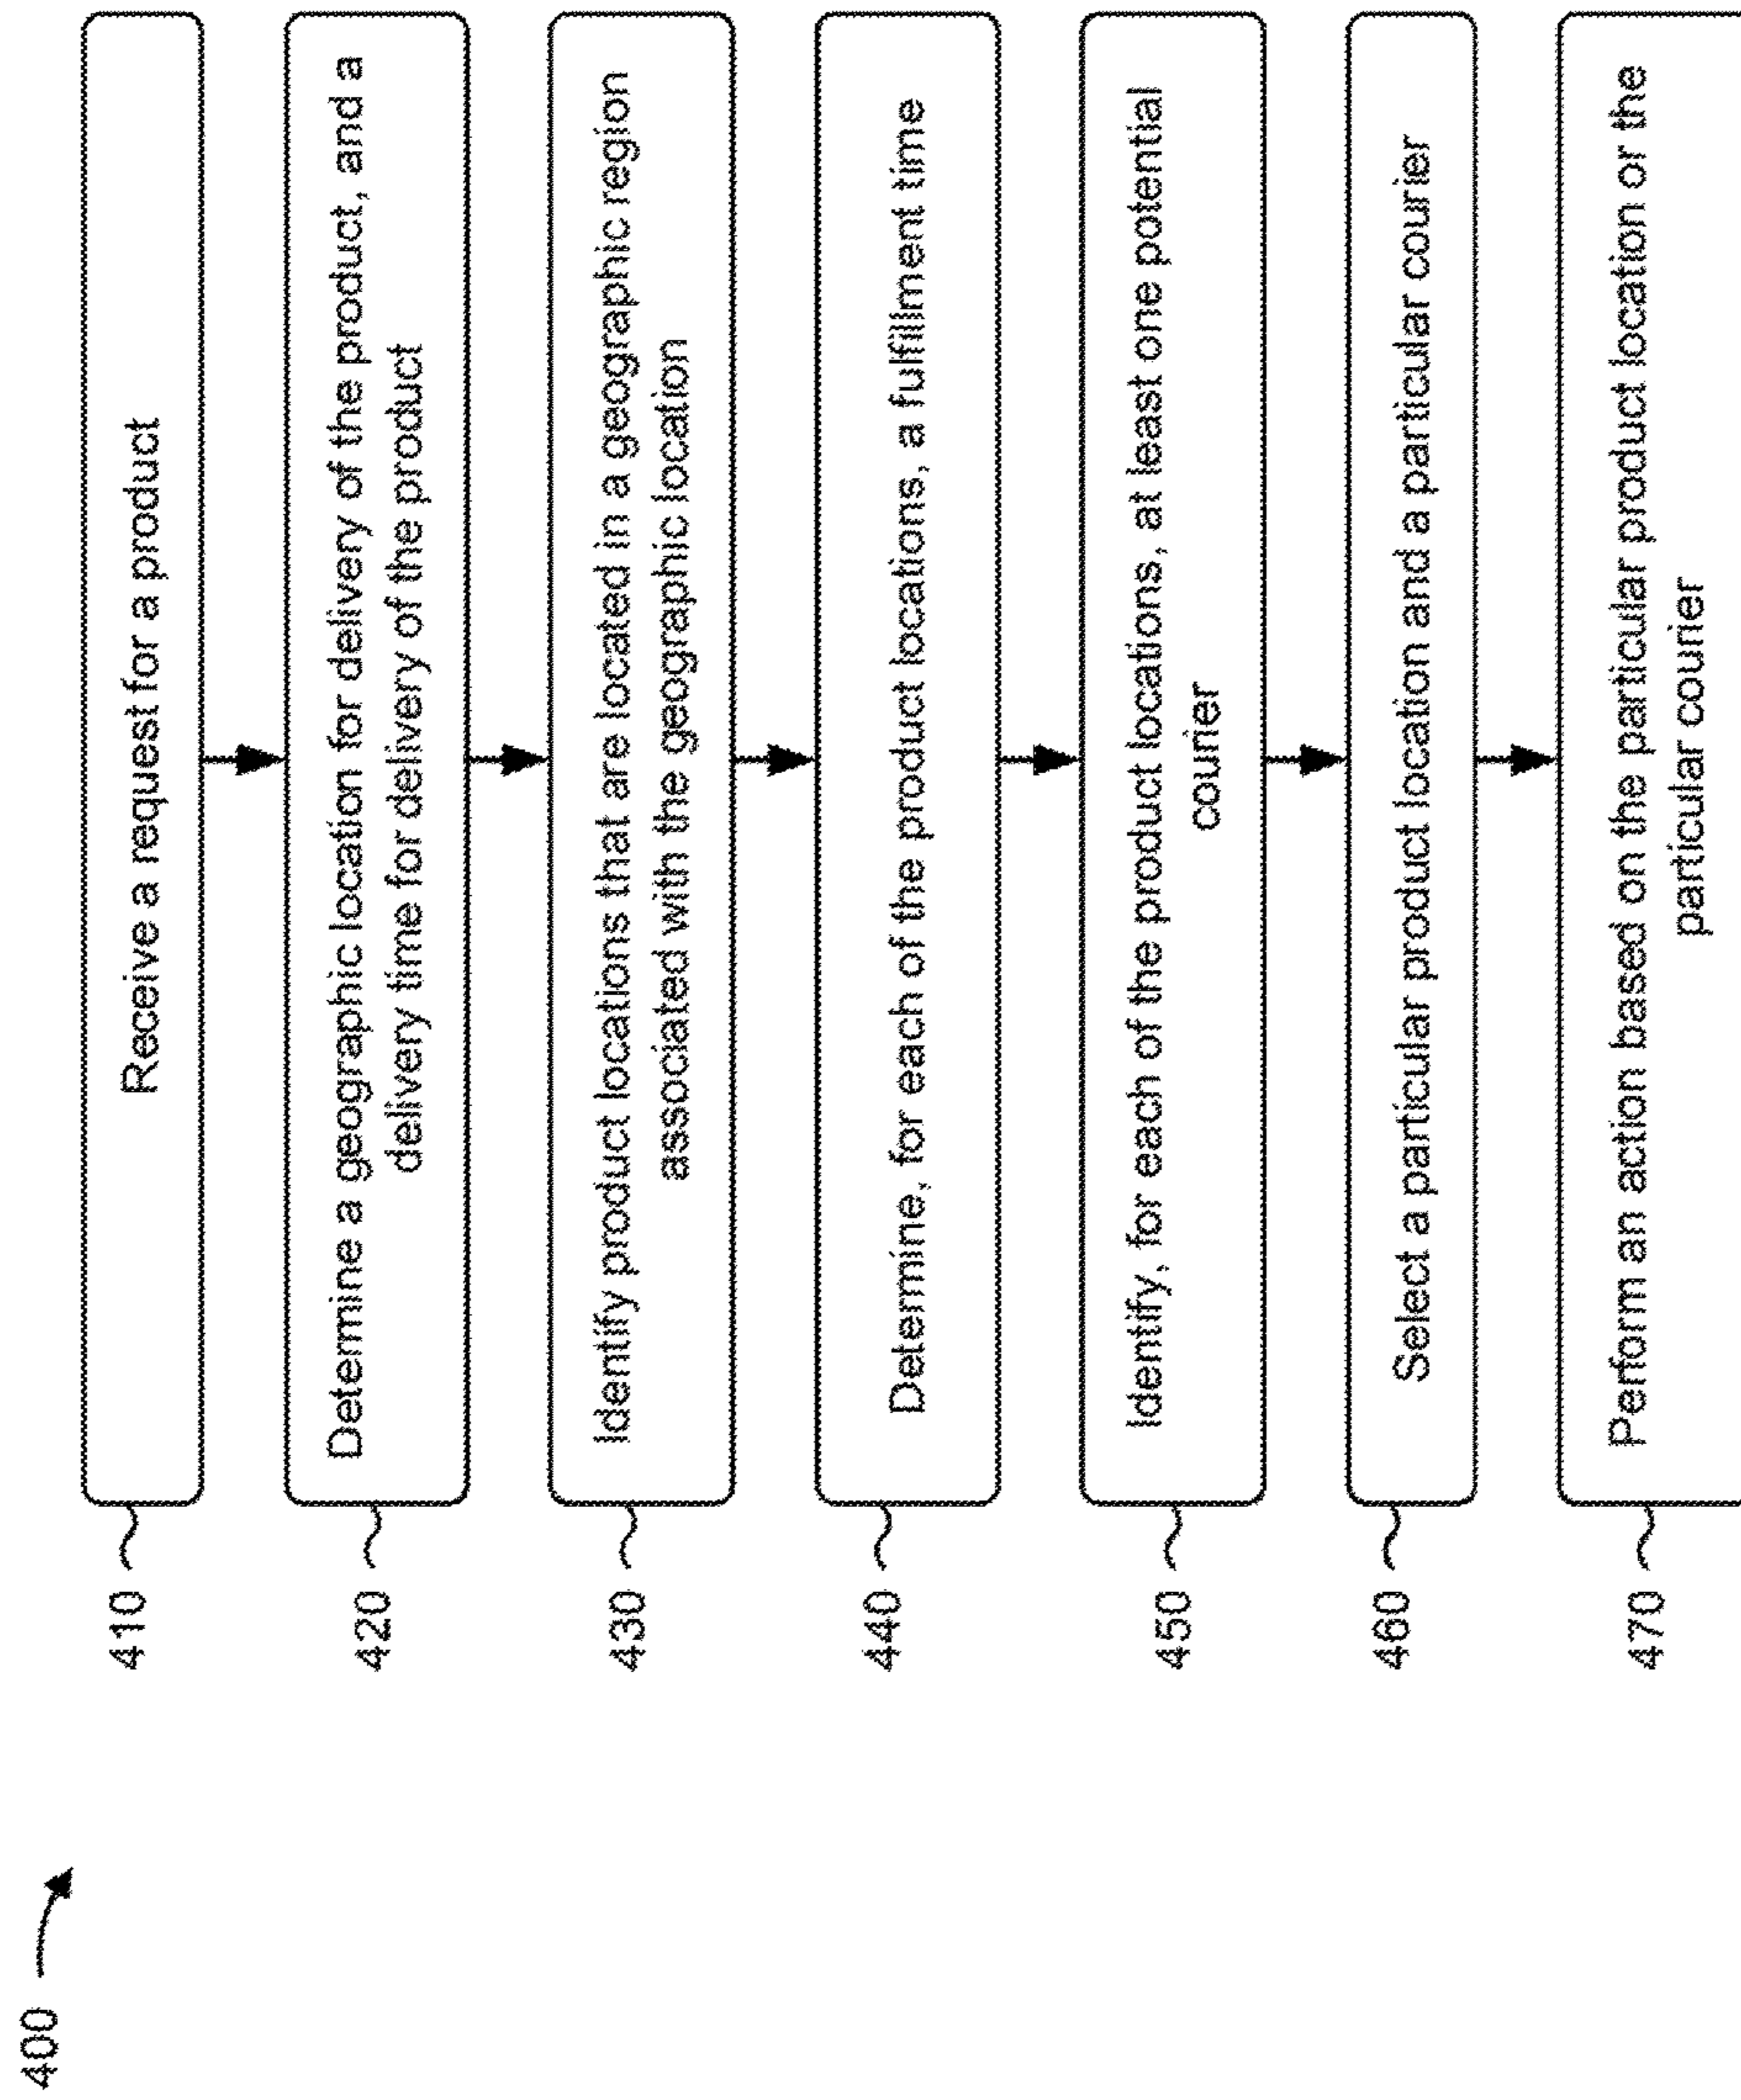 400
410
Receive a request for a product
420
Determine a geographic location for delivery of the product, and a
delivery time for delivery of the product
430
Identify product locations that are located in a geographic region
associated with the geographic location
440
Determine, for each of the product locations, a fulfillment time
450
Identify, for each of the product locations, at least one potential
courier
460
Select a particular product location and a particular courier
470
Perform an action based on the particular product location or the
particular courier